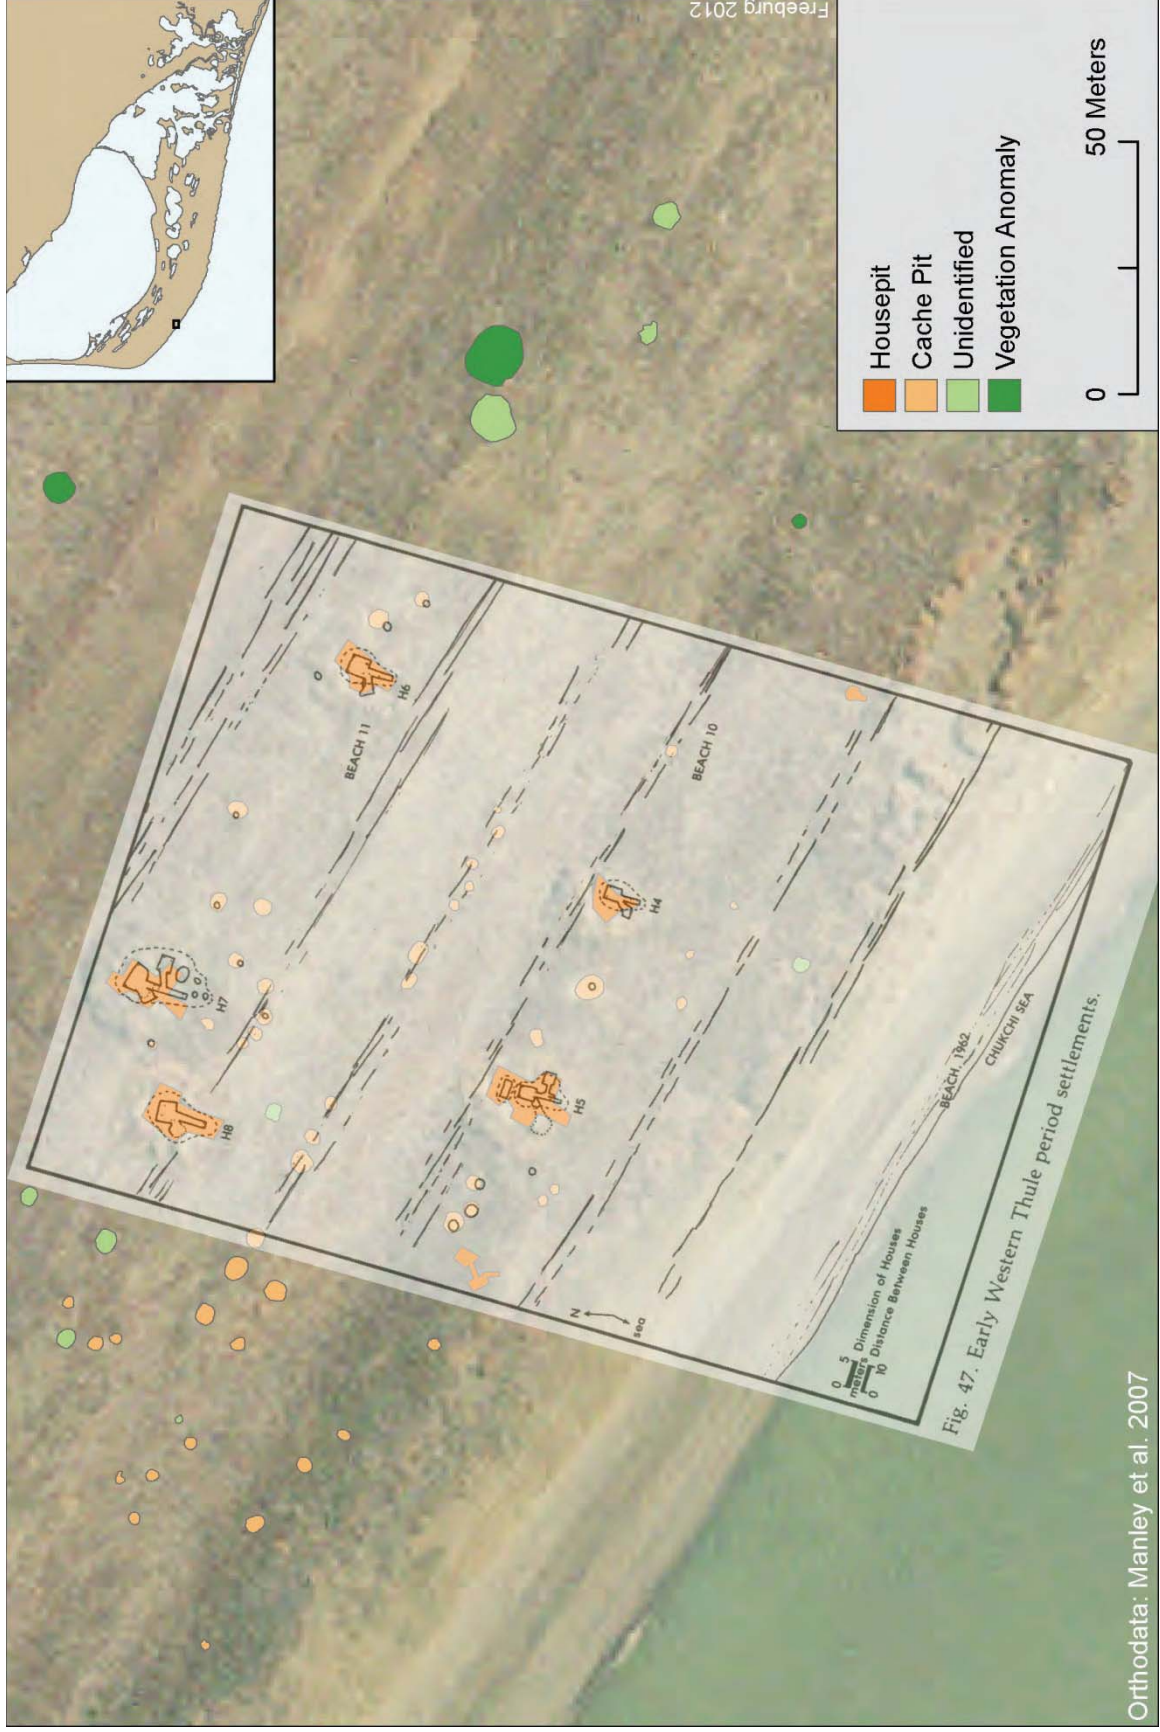 Freeburg 2012
Housepit
Cache Pit
Unidentified
Vegetation Anomaly
0
50 Meters
BEACH 11
H6
H7
H8
BEACH 10
H4
H5
N
sea
BEACH, 1962
CHUKCHI SEA
0 5
meters Dimension of Houses
0 10 Distance Between Houses
Fig. 47. Early Western Thule period settlements.
Orthodata: Manley et al. 2007